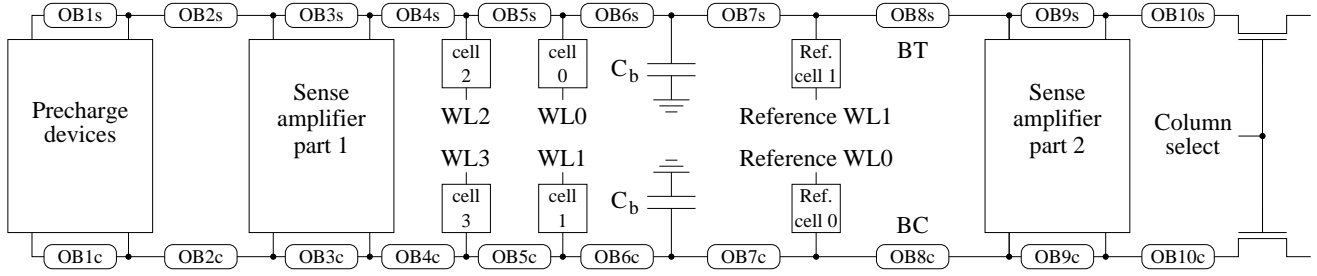 OB1s OB2s OB3s OB4s OB5s OB6s OB7s OB8s OB9s OB10s
Precharge
devices
Sense
amplifier
part 1
cell
2
cell
0
C_b
Ref.
cell 1
BT
WL2 WL0 Reference WL1
WL3 WL1 Reference WL0
cell
3
cell
1
C_b
Ref.
cell 0
BC
Sense
amplifier
part 2
Column
select
OB1c OB2c OB3c OB4c OB5c OB6c OB7c OB8c OB9c OB10c